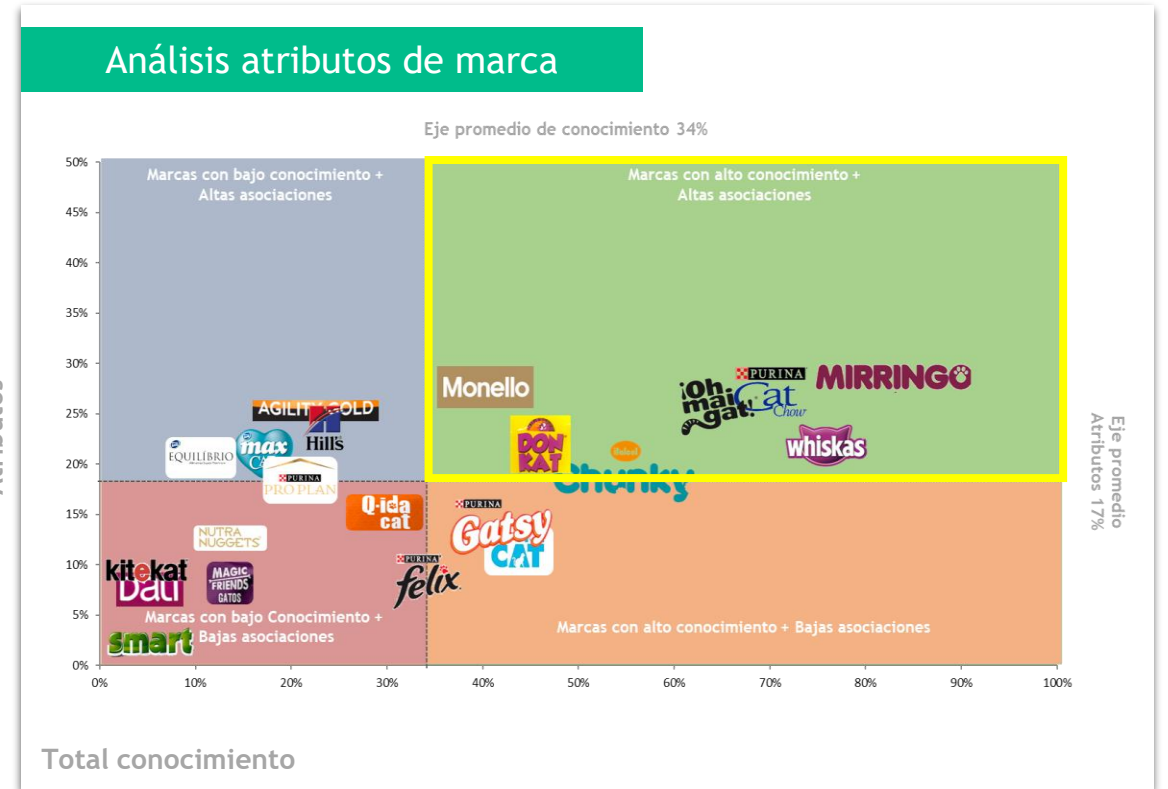 Análisis atributos de marca
Eje promedio de conocimiento 34%
50%
45%
40%
35%
30%
25%
20%
15%
10%
5%
0%
Marcas con bajo conocimiento +
Altas asociaciones
Marcas con alto conocimiento +
Altas asociaciones
Monello
PURINA
¡Oh
mai
gat!
Cat
Chow
MIRRINGO
AGILITY GOLD
Hill's
EQUILÍBRIO
max
CAT
PURINA
PRO PLAN
DON
KAT
Chunky
whiskas
Q-ida
cat
PURINA
Gatsy
CAT
NUTRA
NUGGETS
PURINA
felix
kitekat
MAGIC
FRIENDS
GATOS
smart
Marcas con bajo Conocimiento +
Bajas asociaciones
Marcas con alto conocimiento + Bajas asociaciones
0%
10%
20%
30%
40%
50%
60%
70%
80%
90%
100%
Eje promedio
Atributos 17%
Total conocimiento